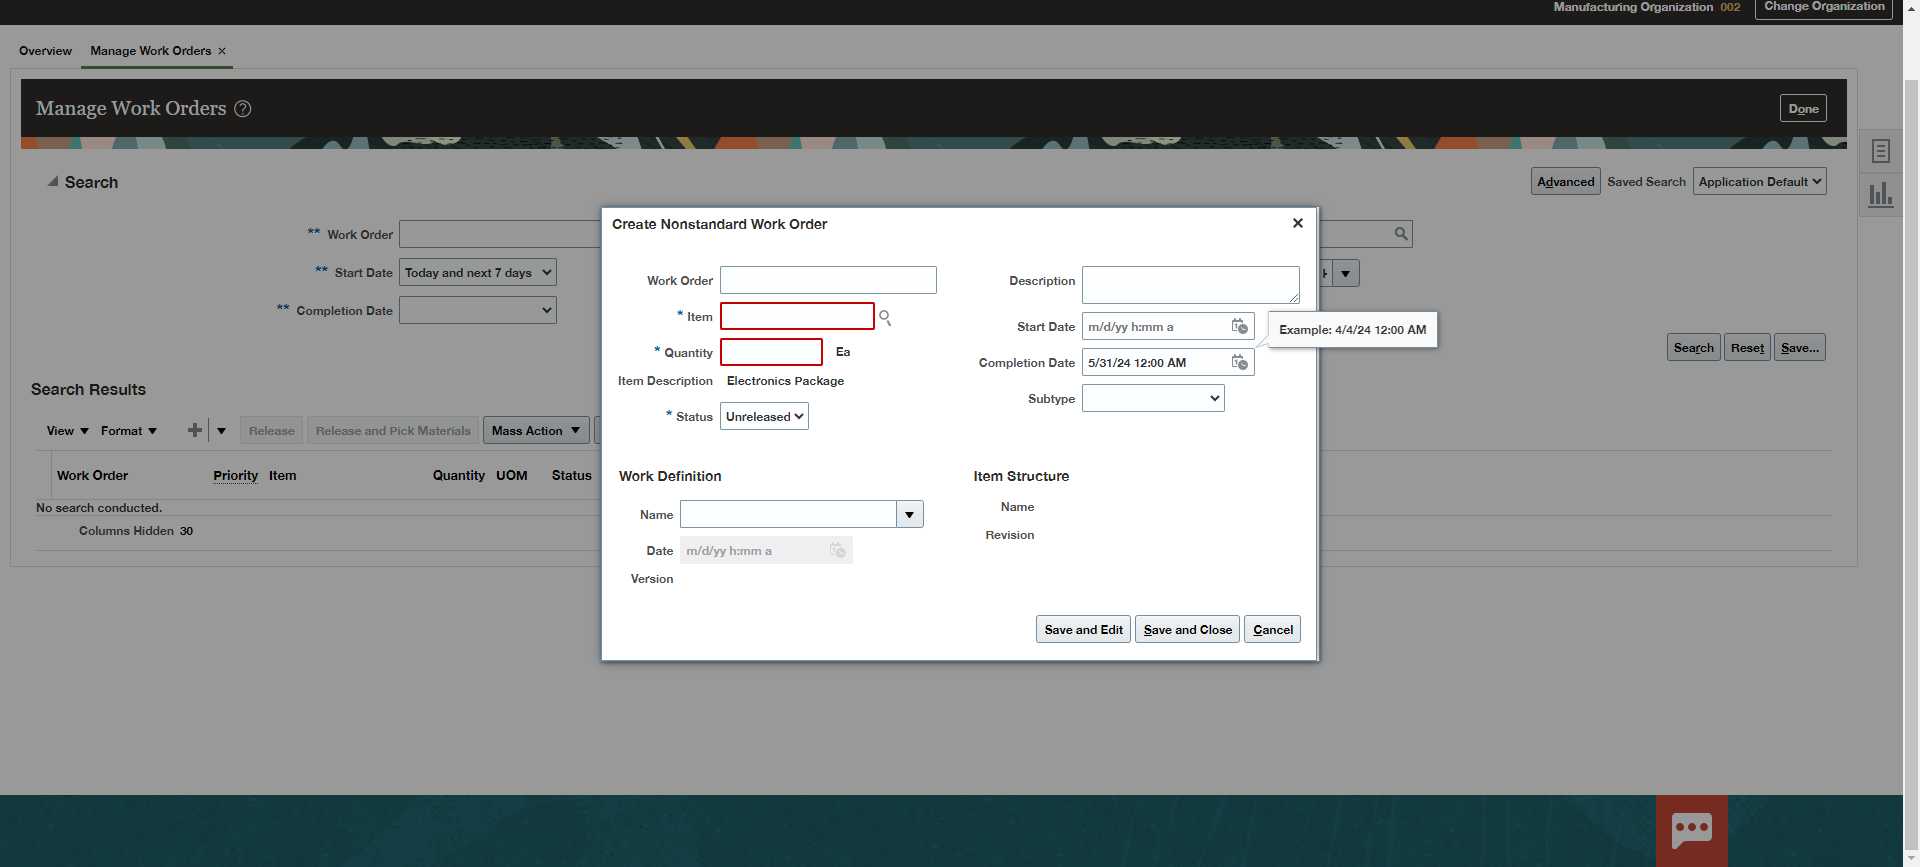 Manufacturing Organization 002 Change Organization
Overview Manage Work Orders ×
Manage Work Orders ?
Done
Search
Advanced Saved Search Application Default
** Work Order
** Start Date Today and next 7 days
** Completion Date
Search Reset Save...
Search Results
View Format Release Release and Pick Materials Mass Action
Work Order Priority Item Quantity UOM Status
No search conducted.
Columns Hidden 30
Create Nonstandard Work Order
Work Order
* Item
* Quantity Ea
Item Description Electronics Package
* Status Unreleased
Description
Start Date m/d/yy h:mm a
Example: 4/4/24 12:00 AM
Completion Date 5/31/24 12:00 AM
Subtype
Work Definition
Name
Date m/d/yy h:mm a
Version
Item Structure
Name
Revision
Save and Edit Save and Close Cancel